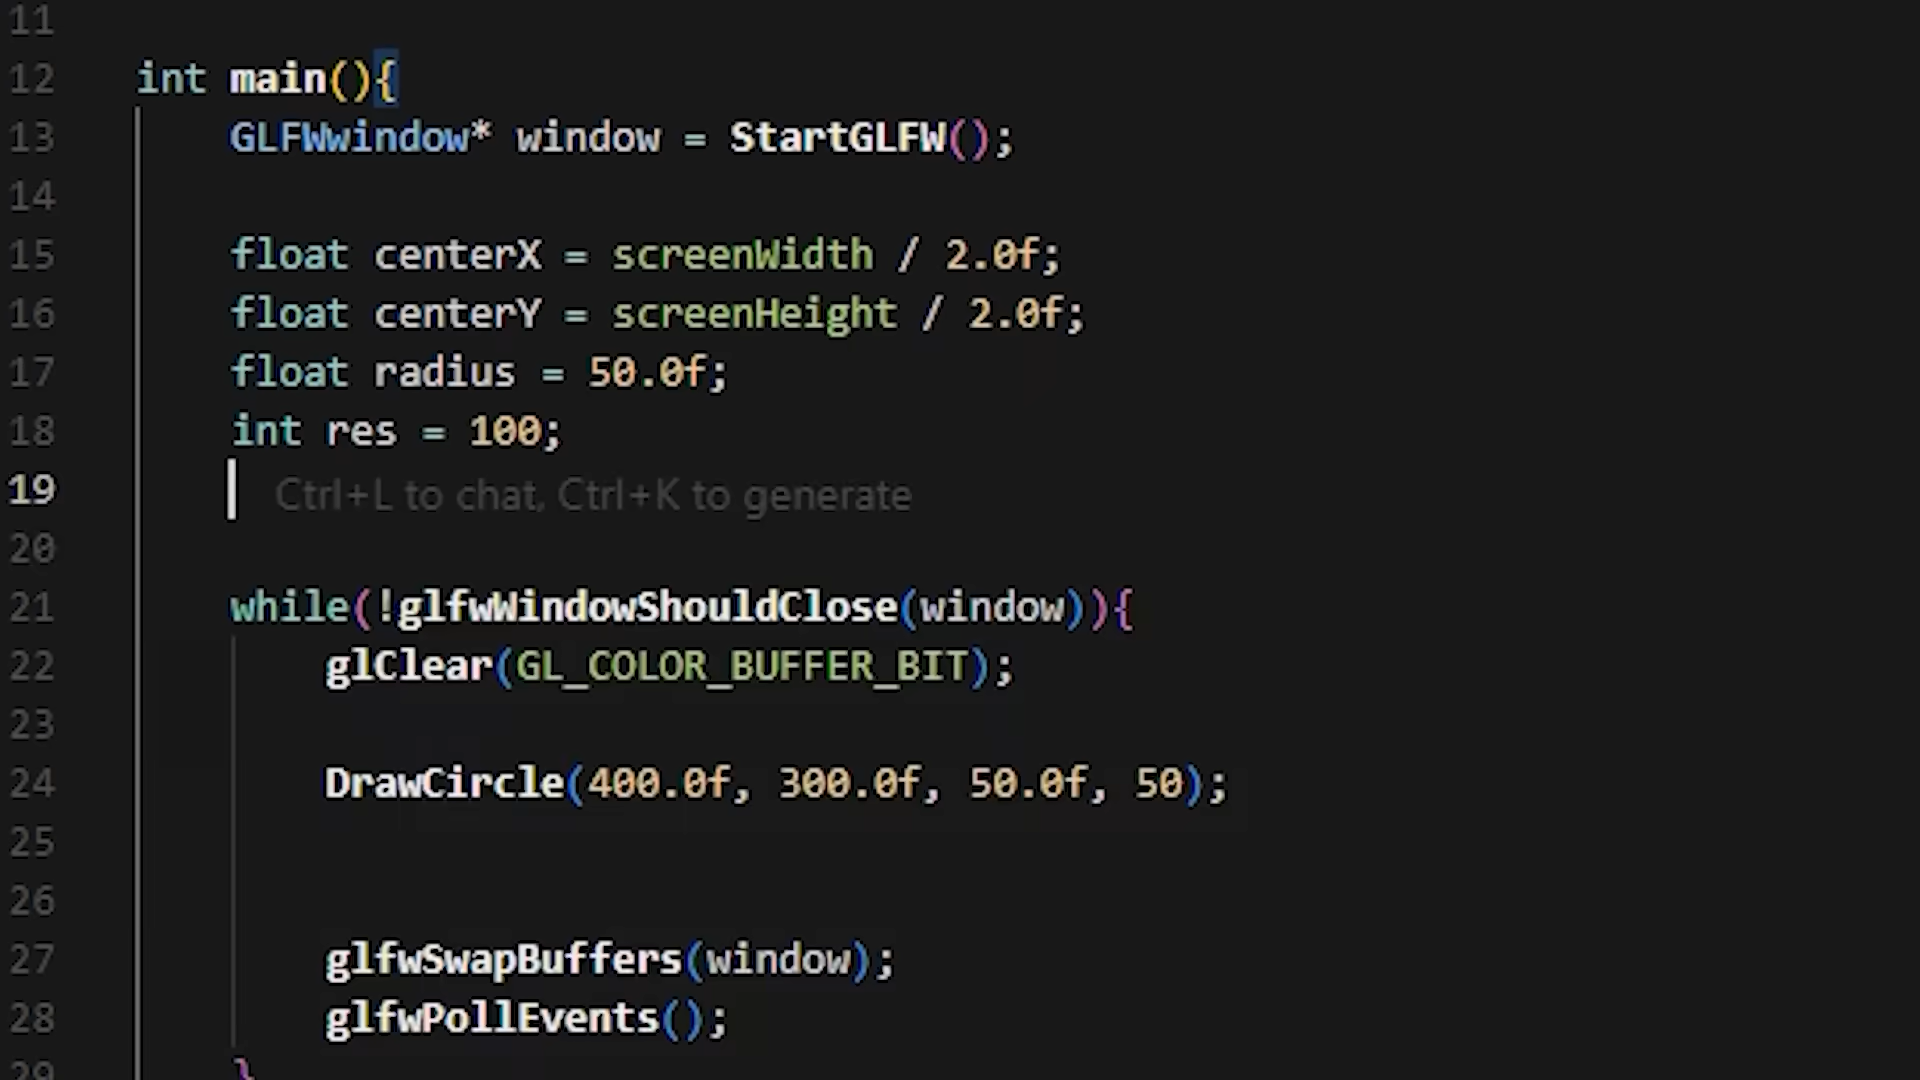 11
12 int main(){
13 GLFWwindow* window = StartGLFW();
14
15 float centerX = screenWidth / 2.0f;
16 float centerY = screenHeight / 2.0f;
17 float radius = 50.0f;
18 int res = 100;
19 Ctrl+L to chat, Ctrl+K to generate
20
21 while(!glfwWindowShouldClose(window)){
22 glClear(GL_COLOR_BUFFER_BIT);
23
24 DrawCircle(400.0f, 300.0f, 50.0f, 50);
25
26
27 glfwSwapBuffers(window);
28 glfwPollEvents();
29 }